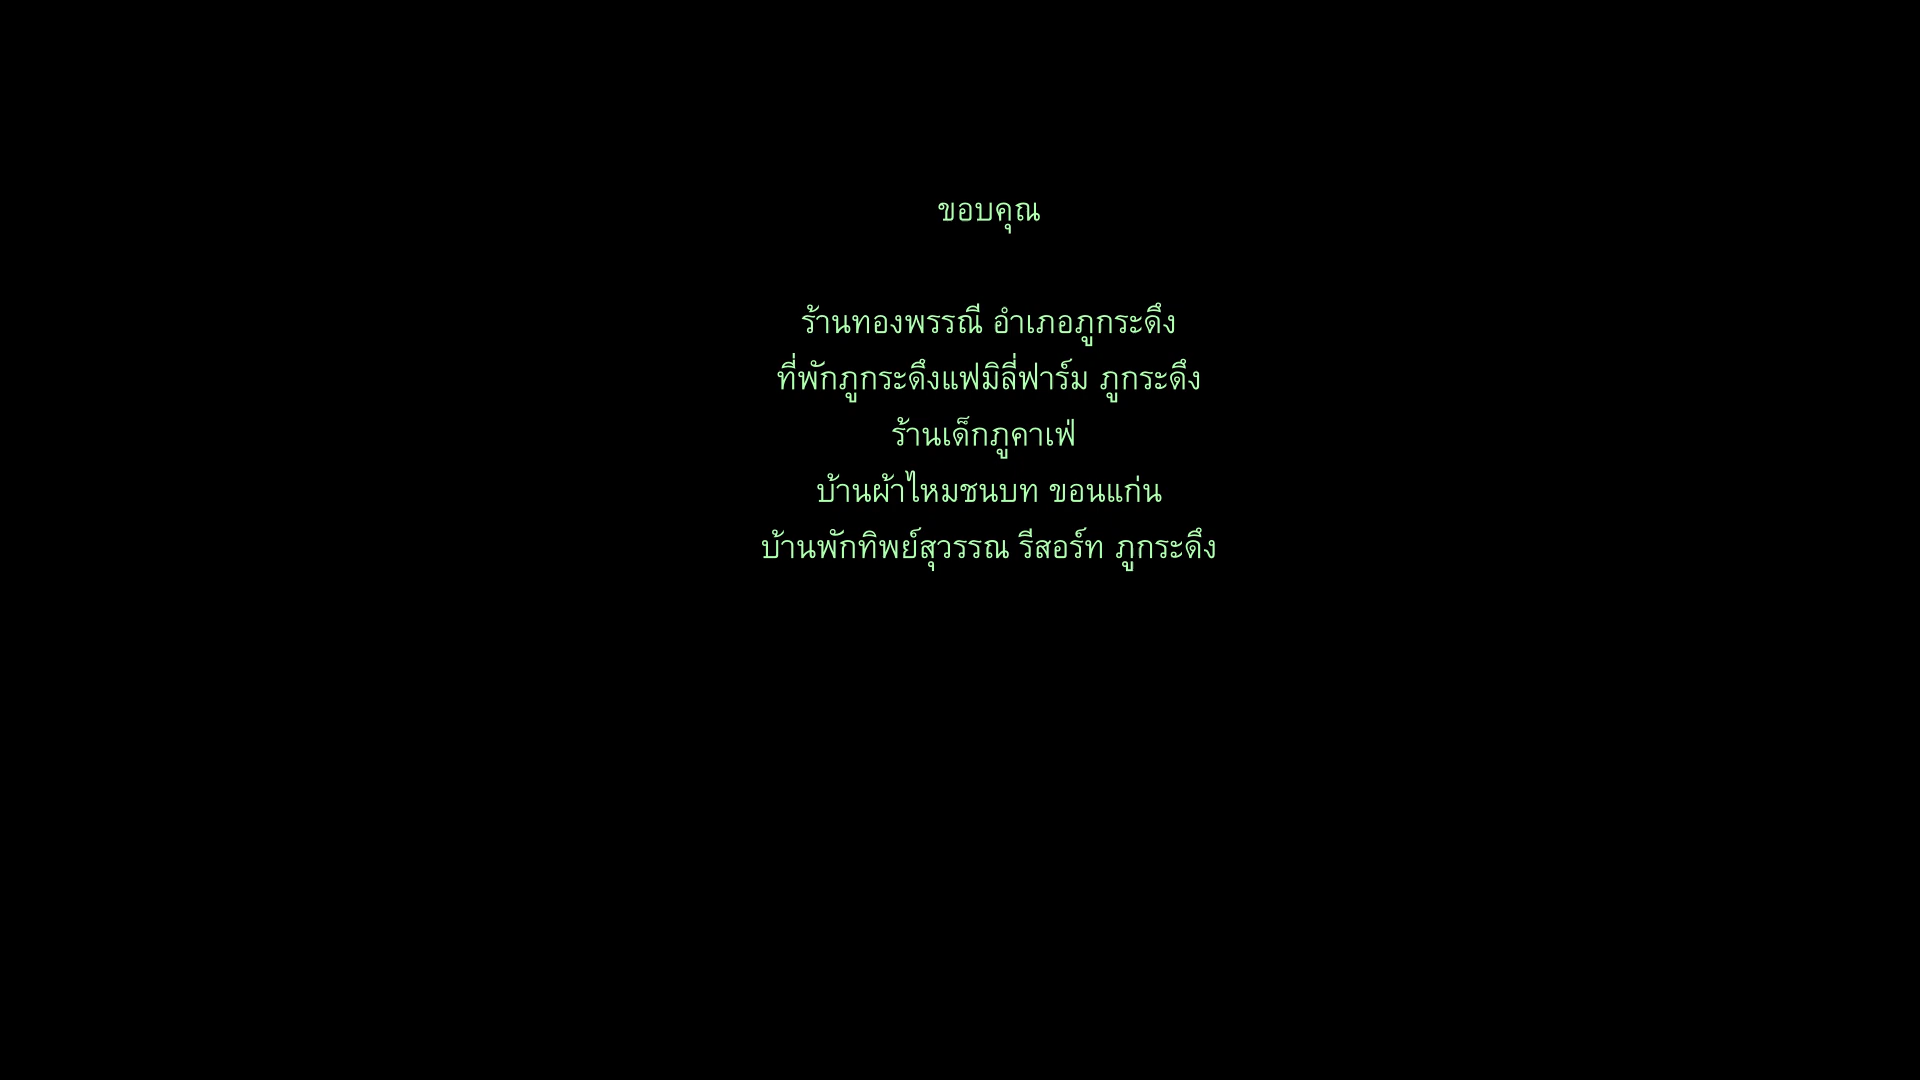 ขอบคุณ
ร้านทองพรรณี อำเภอภูกระดึง
ที่พักภูกระดึงแฟมิลี่ฟาร์ม ภูกระดึง
ร้านเด็กภูคาเฟ่
บ้านผ้าไหมชนบท ขอนแก่น
บ้านพักทิพย์สุวรรณ รีสอร์ท ภูกระดึง